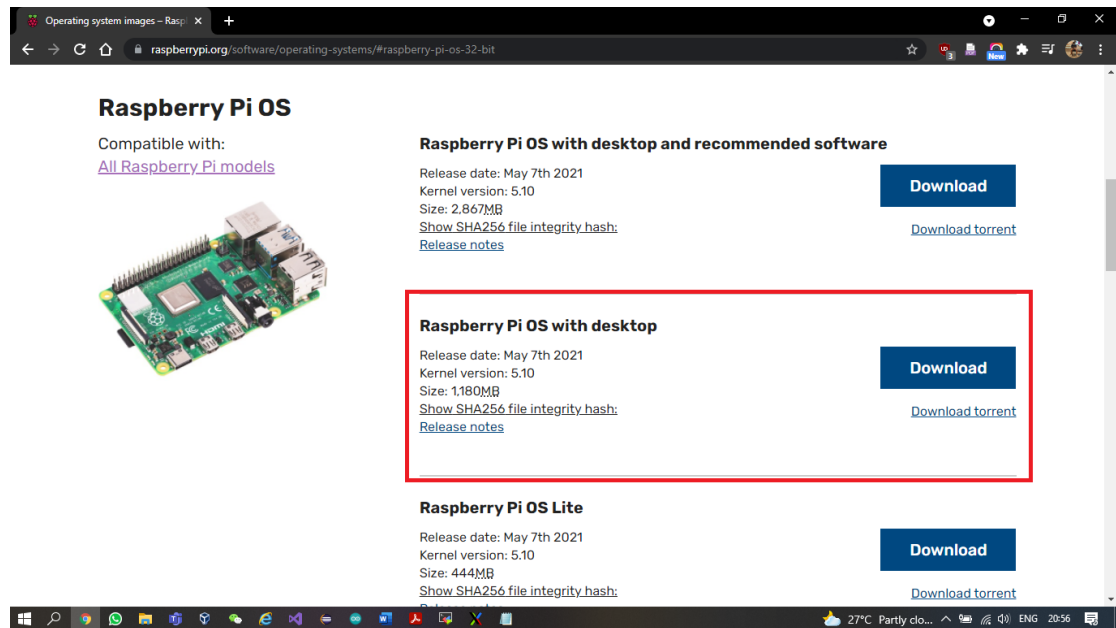 Operating system images – Rasp
raspberrypi.org/software/operating-systems/#raspberry-pi-os-32-bit
3
New
Raspberry Pi OS
Compatible with:
All Raspberry Pi models
Raspberry Pi OS with desktop and recommended software
Release date: May 7th 2021
Kernel version: 5.10
Size: 2,867MB
Show SHA256 file integrity hash:
Release notes
Download
Download torrent
Raspberry Pi OS with desktop
Release date: May 7th 2021
Kernel version: 5.10
Size: 1,180MB
Show SHA256 file integrity hash:
Release notes
Download
Download torrent
Raspberry Pi OS Lite
Release date: May 7th 2021
Kernel version: 5.10
Size: 444MB
Show SHA256 file integrity hash:
Download
Download torrent
27°C Partly clo... ENG 20:56